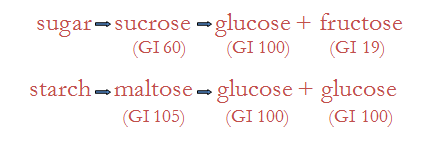 sugar → sucrose → glucose + fructose
(GI 60) (GI 100) (GI 19)
starch → maltose → glucose + glucose
(GI 105) (GI 100) (GI 100)